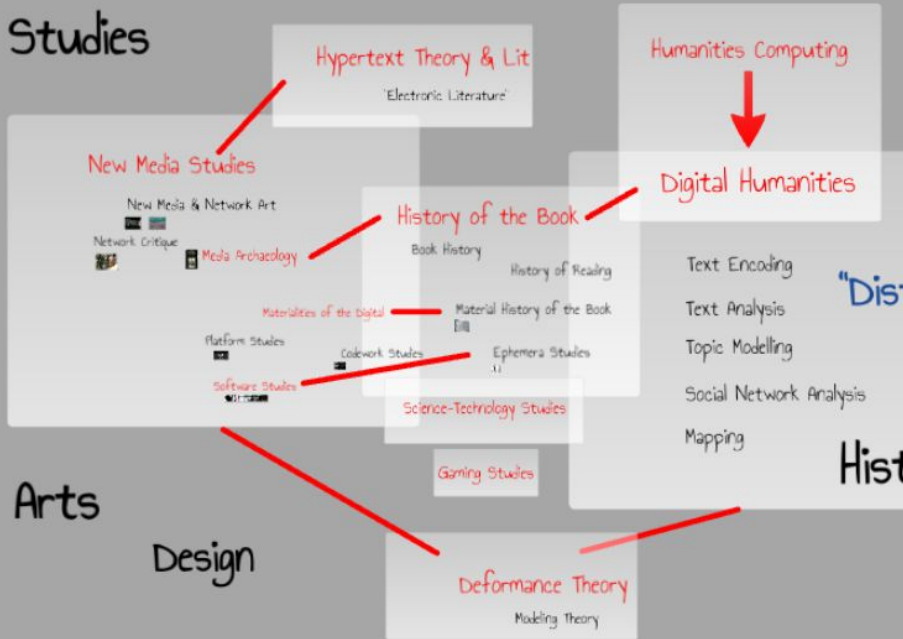 Studies
Hypertext Theory & Lit
"Electronic Literature"
Humanities Computing
New Media Studies
New Media & Network Art
Network Critique
Media Archaeology
Materialities of the Digital
Platform Studies
Codework Studies
Software Studies
History of the Book
Book History
History of Reading
Material History of the Book
Ephemera Studies
Science-Technology Studies
Gaming Studies
Digital Humanities
Text Encoding
Text Analysis
Topic Modelling
Social Network Analysis
Mapping
"Dist
Hist
Arts
Design
Deformance Theory
Modeling Theory